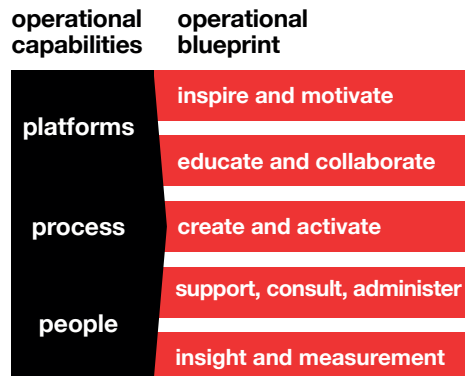 operational
capabilities
operational
blueprint
platforms
process
people
inspire and motivate
educate and collaborate
create and activate
support, consult, administer
insight and measurement